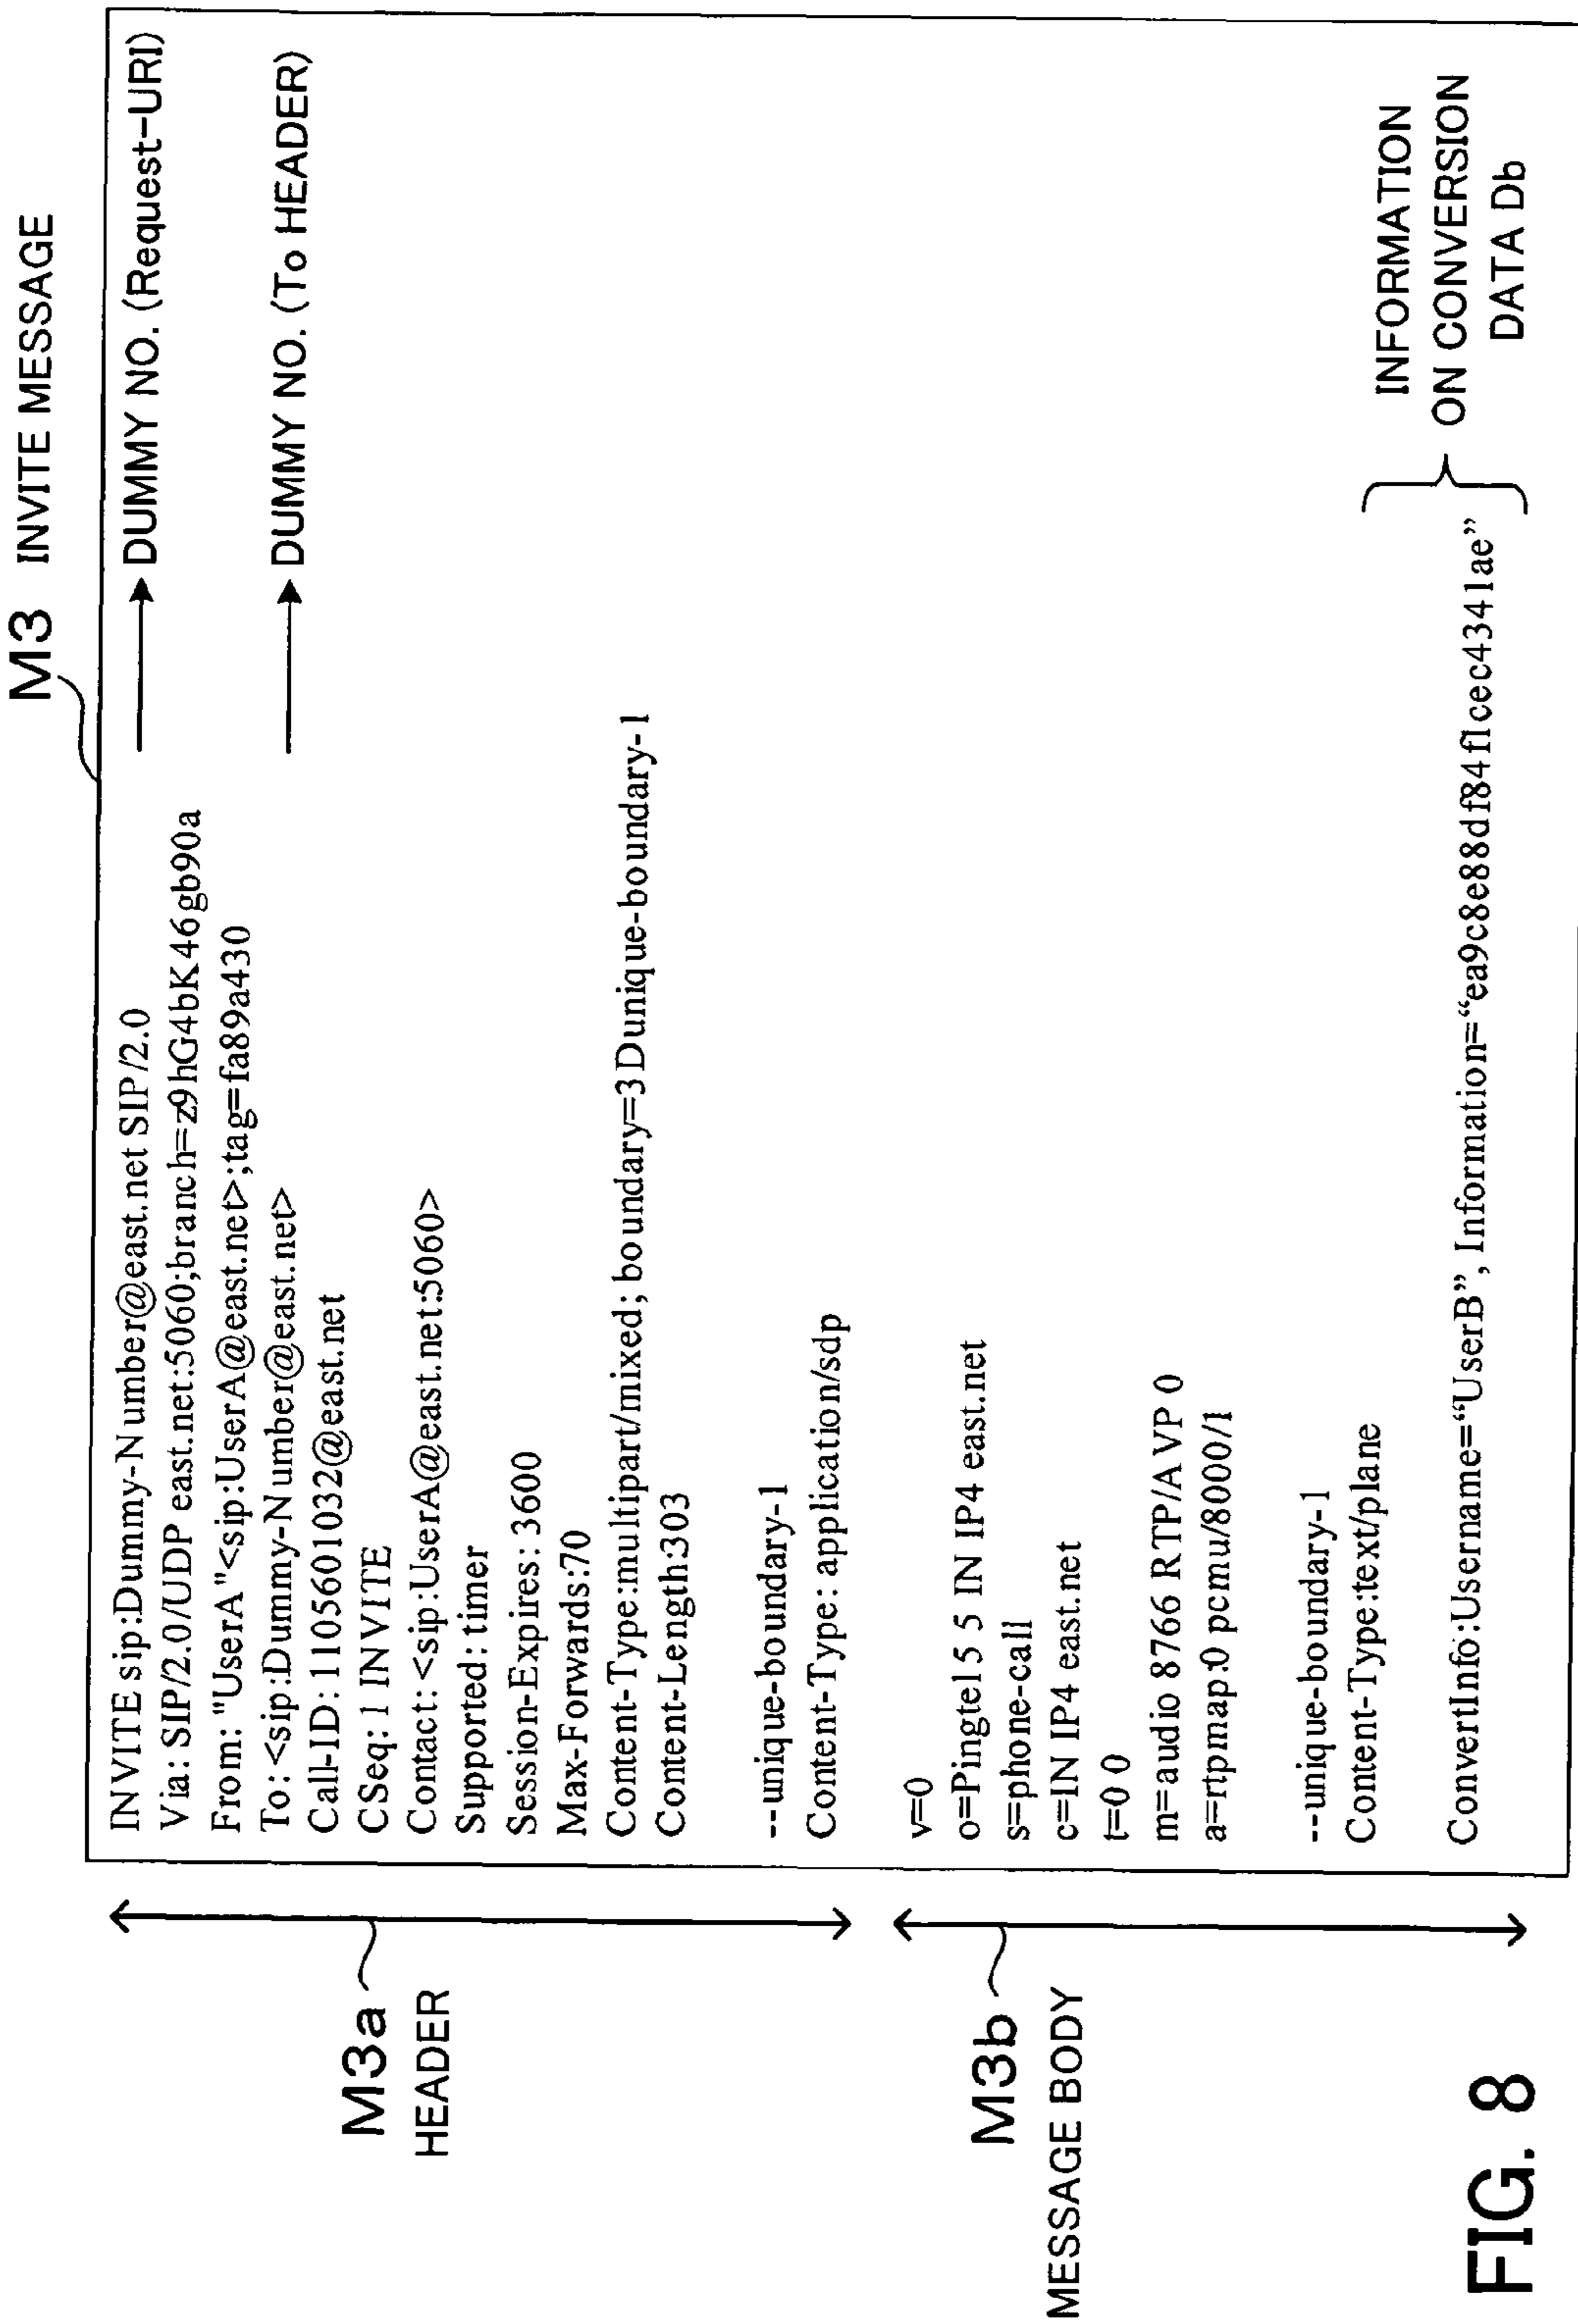 M3 INVITE MESSAGE
INVITE sip:Dummy-Number@east.net SIP/2.0
→ DUMMY NO. (Request-URI)
Via: SIP/2.0/UDP east.net:5060;branch=z9hG4bK46gb90a
From: "UserA"<sip:UserA@east.net>;tag=fa89a430
To: <sip:Dummy-Number@east.net>
→ DUMMY NO. (To HEADER)
Call-ID: 1105601032@east.net
CSeq: 1 INVITE
Contact: <sip:UserA@east.net:5060>
Supported: timer
Session-Expires: 3600
Max-Forwards:70
Content-Type:multipart/mixed; boundary=3Dunique-boundary-1
Content-Length:303
M3a
HEADER
--unique-boundary-1
Content-Type: application/sdp
v=0
o=Pingtel5 5 IN IP4 east.net
s=phone-call
c=IN IP4 east.net
t=0 0
m=audio 8766 RTP/AVP 0
a=rtpmap:0 pcmu/8000/1
M3b
MESSAGE BODY
--unique-boundary-1
Content-Type:text/plane
ConvertInfo:Username=“UserB”, Information=“ea9c8e88df84f1cec4341ae”
INFORMATION
ON CONVERSION
DATA Db
FIG. 8